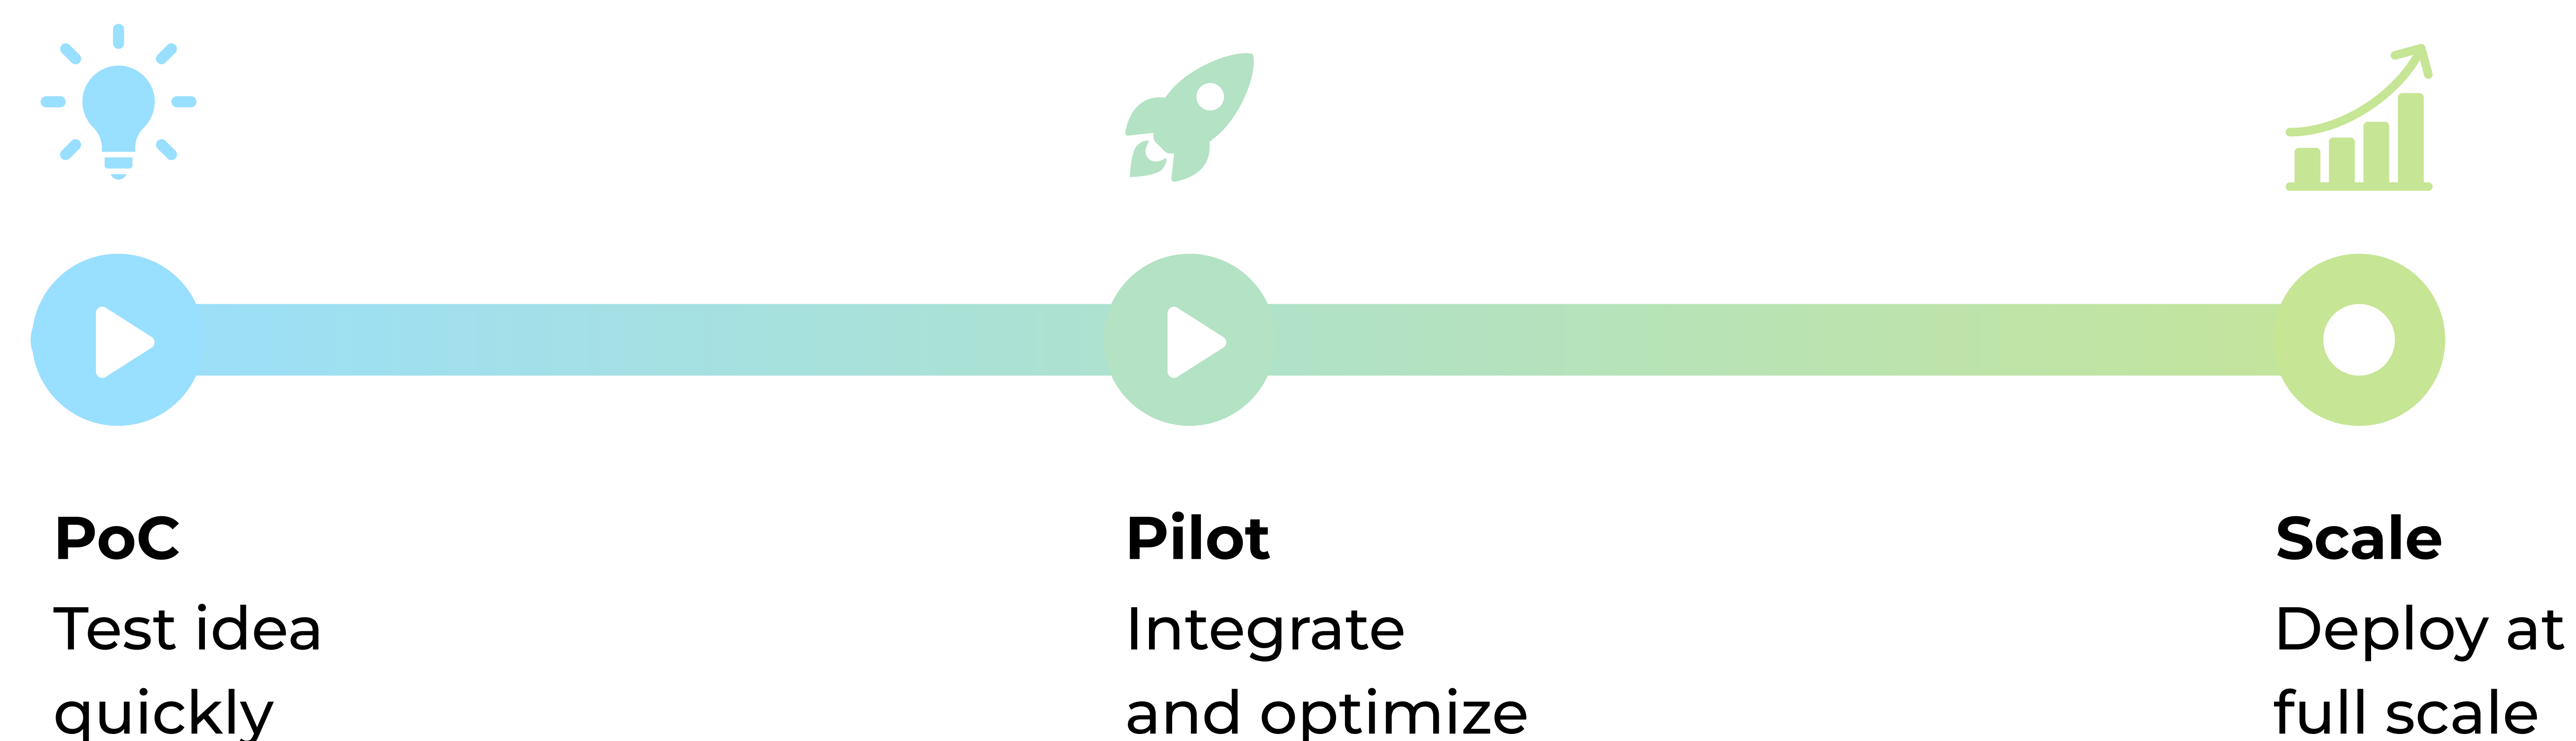 PoC
Test idea
quickly
Pilot
Integrate
and optimize
Scale
Deploy at
full scale